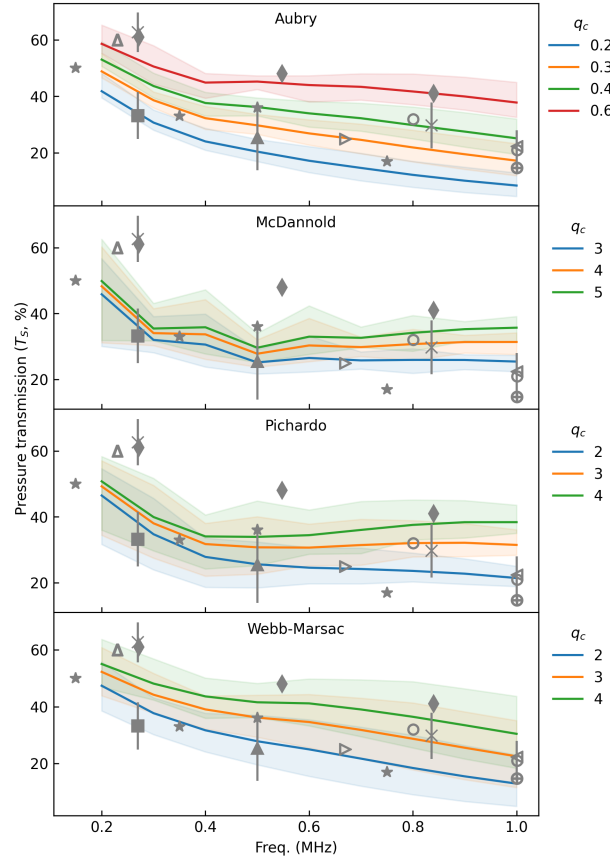 Aubry
60
40
20
q_c
0.2
0.3
0.4
0.6
McDannold
60
40
20
q_c
3
4
5
Pressure transmission (T_S, %)
Pichardo
60
40
20
q_c
2
3
4
Webb-Marsac
60
40
20
q_c
2
3
4
0.2 0.4 0.6 0.8 1.0
Freq. (MHz)